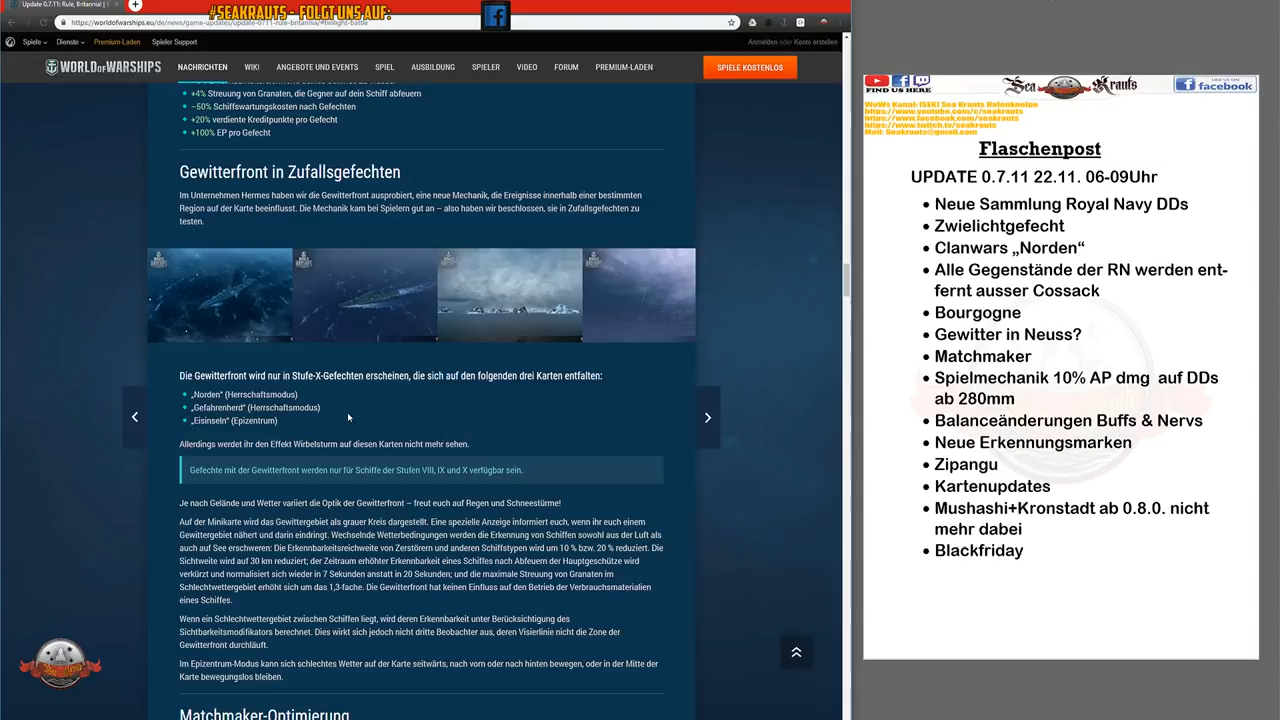 #SEAKRAUTS - FOLGT UNS AUF:
Update 0.7.11: Rule, Britannia! |
https://worldofwarships.eu/de/news/game-updates/update-0711-rule-britannia/#twilight-battle
Spiele
Dienste
Premium-Laden
Spieler Support
Anmelden oder Konto erstellen
WORLD OF WARSHIPS
NACHRICHTEN
WIKI
ANGEBOTE UND EVENTS
SPIEL
AUSBILDUNG
SPIELER
VIDEO
FORUM
PREMIUM-LADEN
SPIELE KOSTENLOS
+4% Streuung von Granaten, die Gegner auf dein Schiff abfeuern
–50% Schiffswartungskosten nach Gefechten
+20% verdiente Kreditpunkte pro Gefecht
+100% EP pro Gefecht
Gewitterfront in Zufallsgefechten
Im Unternehmen Hermes haben wir die Gewitterfront ausprobiert, eine neue Mechanik, die Ereignisse innerhalb einer bestimmten
Region auf der Karte beeinflusst. Die Mechanik kam bei Spielern gut an – also haben wir beschlossen, sie in Zufallsgefechten zu
testen.
Die Gewitterfront wird nur in Stufe-X-Gefechten erscheinen, die sich auf den folgenden drei Karten entfalten:
„Norden“ (Herrschaftsmodus)
„Gefahrenherd“ (Herrschaftsmodus)
„Eisinseln“ (Epizentrum)
Allerdings werdet ihr den Effekt Wirbelsturm auf diesen Karten nicht mehr sehen.
Gefechte mit der Gewitterfront werden nur für Schiffe der Stufen VIII, IX und X verfügbar sein.
Je nach Gelände und Wetter variiert die Optik der Gewitterfront – freut euch auf Regen und Schneestürme!
Auf der Minikarte wird das Gewittergebiet als grauer Kreis dargestellt. Eine spezielle Anzeige informiert euch, wenn ihr euch einem
Gewittergebiet nähert und darin eindringt. Wechselnde Wetterbedingungen werden die Erkennung von Schiffen sowohl aus der Luft als
auch auf See erschweren: Die Erkennbarkeitsreichweite von Zerstörern und anderen Schiffstypen wird um 10 % bzw. 20 % reduziert. Die
Sichtweite wird auf 30 km reduziert; der Zeitraum erhöhter Erkennbarkeit eines Schiffes nach Abfeuern der Hauptgeschütze wird
verkürzt und normalisiert sich wieder in 7 Sekunden anstatt in 20 Sekunden; und die maximale Streuung von Granaten im
Schlechtwettergebiet erhöht sich um das 1,3-fache. Die Gewitterfront hat keinen Einfluss auf den Betrieb der Verbrauchsmaterialien
eines Schiffes.
Wenn ein Schlechtwettergebiet zwischen Schiffen liegt, wird deren Erkennbarkeit unter Berücksichtigung des
Sichtbarkeitsmodifikators berechnet. Dies wirkt sich jedoch nicht dritte Beobachter aus, deren Visierlinie nicht die Zone der
Gewitterfront durchläuft.
Im Epizentrum-Modus kann sich schlechtes Wetter auf der Karte seitwärts, nach vorn oder nach hinten bewegen, oder in der Mitte der
Karte bewegungslos bleiben.
Matchmaker-Optimierung
FIND US HERE
Sea Krauts
LIKE US ON
facebook
WoWs Kanal: [SEK] Sea Krauts Hafenkneipe
https://www.youtube.com/c/seakrauts
https://www.facebook.com/seakrauts
https://www.twitch.tv/seakrauts
Mail: Seakrauts@gmail.com
Flaschenpost
UPDATE 0.7.11 22.11. 06-09Uhr
Neue Sammlung Royal Navy DDs
Zwielichtgefecht
Clanwars „Norden“
Alle Gegenstände der RN werden ent-
fernt ausser Cossack
Bourgogne
Gewitter in Neuss?
Matchmaker
Spielmechanik 10% AP dmg auf DDs
ab 280mm
Balanceänderungen Buffs & Nervs
Neue Erkennungsmarken
Zipangu
Kartenupdates
Mushashi+Kronstadt ab 0.8.0. nicht
mehr dabei
Blackfriday